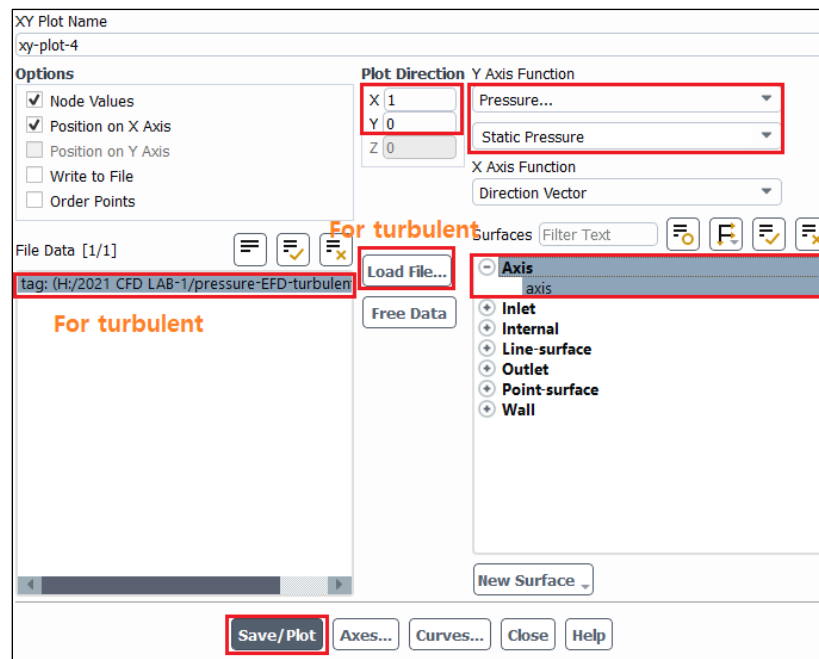 XY Plot Name
xy-plot-4
Options
Node Values
Position on X Axis
Position on Y Axis
Write to File
Order Points
Plot Direction
X 1
Y 0
Z 0
Y Axis Function
Pressure...
Static Pressure
X Axis Function
Direction Vector
File Data [1/1]
For turbulent
tag: (H:/2021 CFD LAB-1/pressure-EFD-turbulen
For turbulent
Load File...
Free Data
Surfaces Filter Text
Axis
axis
Inlet
Internal
Line-surface
Outlet
Point-surface
Wall
New Surface
Save/Plot Axes... Curves... Close Help